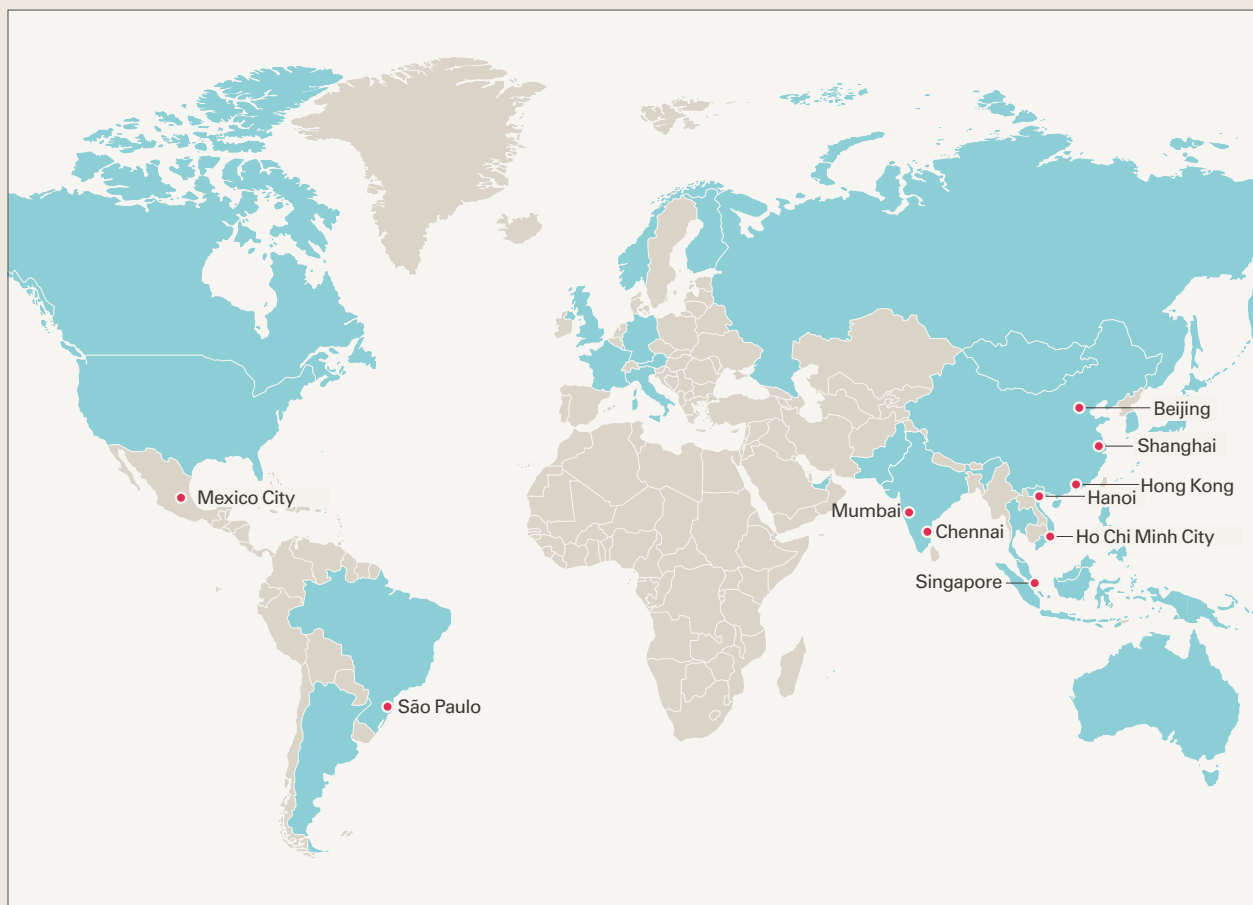 Beijing
Shanghai
Hong Kong
Hanoi
Mexico City
Mumbai
Chennai
Ho Chi Minh City
Singapore
São Paulo